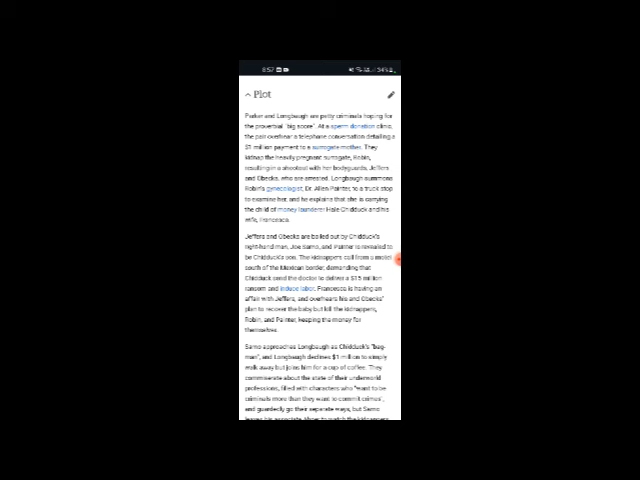 8:57
Plot
Parker and Longbaugh are petty criminals hoping for
the proverbial "big score". At a sperm donation clinic,
the pair overhear a telephone conversation detailing a
$1 million payment to a surrogate mother. They
kidnap the heavily pregnant surrogate, Robin,
resulting in a shootout with her bodyguards, Jeffers
and Obecks, who are arrested. Longbaugh summons
Robin's gynecologist, Dr. Allen Painter, to a truck stop
to examine her, and he explains that she is carrying
the child of money launderer Hale Chidduck and his
wife, Francesca.
Jeffers and Obecks are bailed out by Chidduck's
right-hand man, Joe Sarno, and Painter is revealed to
be Chidduck's son. The kidnappers call from a motel
south of the Mexican border, demanding that
Chidduck send the doctor to deliver a $15 million
ransom and induce labor. Francesca is having an
affair with Jeffers, and overhears his and Obecks'
plan to recover the baby but kill the kidnappers,
Robin, and Painter, keeping the money for
themselves.
Sarno approaches Longbaugh as Chidduck's "bag-
man", and Longbaugh declines $1 million to simply
walk away but joins him for a cup of coffee. They
commiserate about the state of their underworld
professions, filled with characters who "want to be
criminals more than they want to commit crimes",
and guardedly go their separate ways, but Sarno
leaves his associate